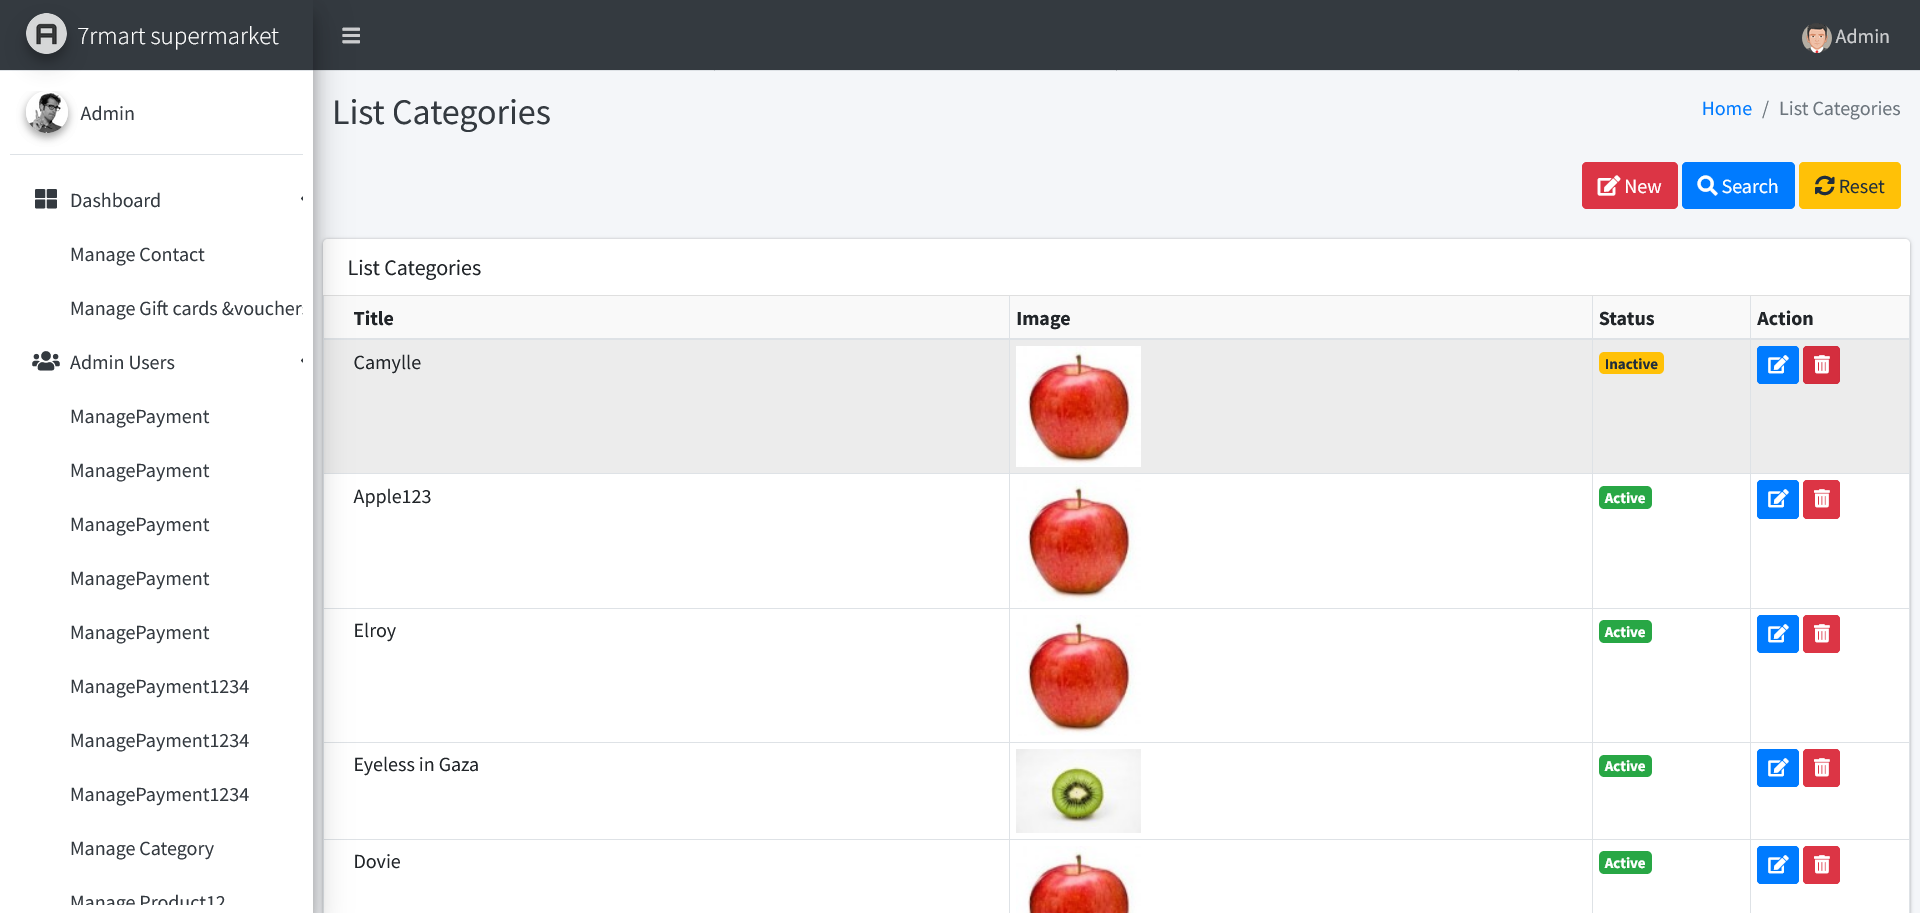 7rmart supermarket
Admin
Admin
Dashboard
Manage Contact
Manage Gift cards &voucher
Admin Users
ManagePayment
ManagePayment
ManagePayment
ManagePayment
ManagePayment
ManagePayment1234
ManagePayment1234
ManagePayment1234
Manage Category
Manage Product12
List Categories
Home / List Categories
New Search Reset
List Categories
Title Image Status Action
Camylle Inactive
Apple123 Active
Elroy Active
Eyeless in Gaza Active
Dovie Active